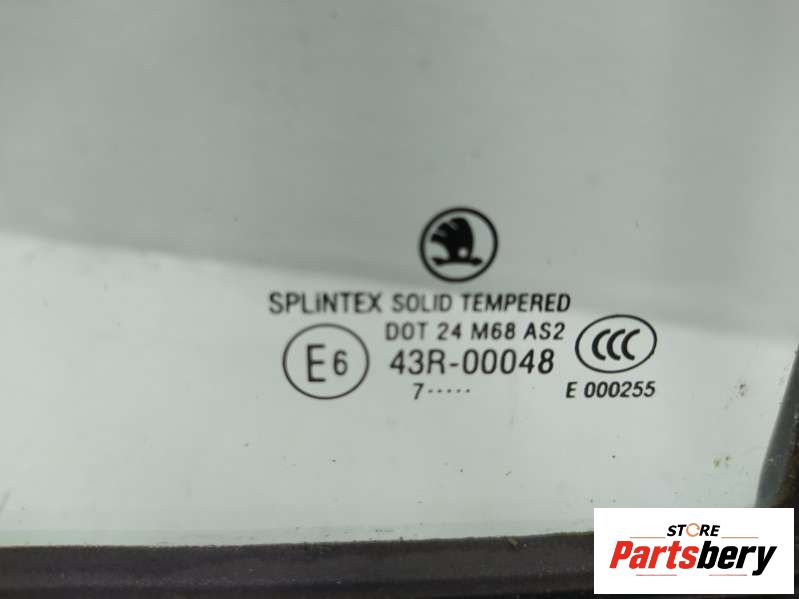 SPLiNTEX SOLID TEMPERED
DOT 24 M68 AS2
E6 43R-00048 CCC
7····· E 000255
STORE
Partsbery